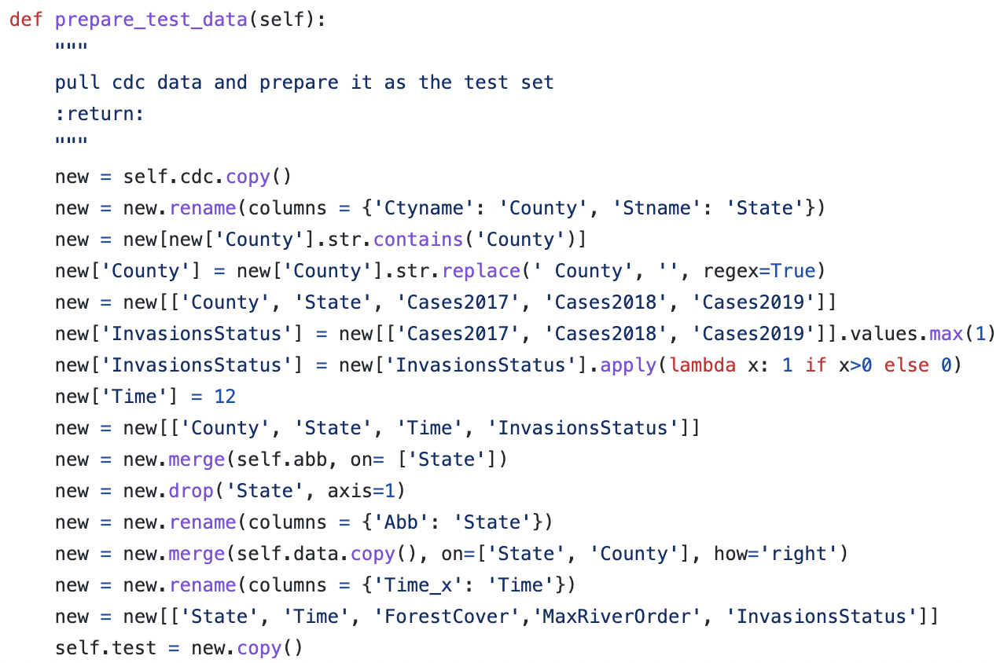 def prepare_test_data(self):
    """
    pull cdc data and prepare it as the test set
    :return:
    """
    new = self.cdc.copy()
    new = new.rename(columns = {'Ctyname': 'County', 'Stname': 'State'})
    new = new[new['County'].str.contains('County')]
    new['County'] = new['County'].str.replace(' County', '', regex=True)
    new = new[['County', 'State', 'Cases2017', 'Cases2018', 'Cases2019']]
    new['InvasionsStatus'] = new[['Cases2017', 'Cases2018', 'Cases2019']].values.max(1)
    new['InvasionsStatus'] = new['InvasionsStatus'].apply(lambda x: 1 if x>0 else 0)
    new['Time'] = 12
    new = new[['County', 'State', 'Time', 'InvasionsStatus']]
    new = new.merge(self.abb, on= ['State'])
    new = new.drop('State', axis=1)
    new = new.rename(columns = {'Abb': 'State'})
    new = new.merge(self.data.copy(), on=['State', 'County'], how='right')
    new = new.rename(columns = {'Time_x': 'Time'})
    new = new[['State', 'Time', 'ForestCover','MaxRiverOrder', 'InvasionsStatus']]
    self.test = new.copy()